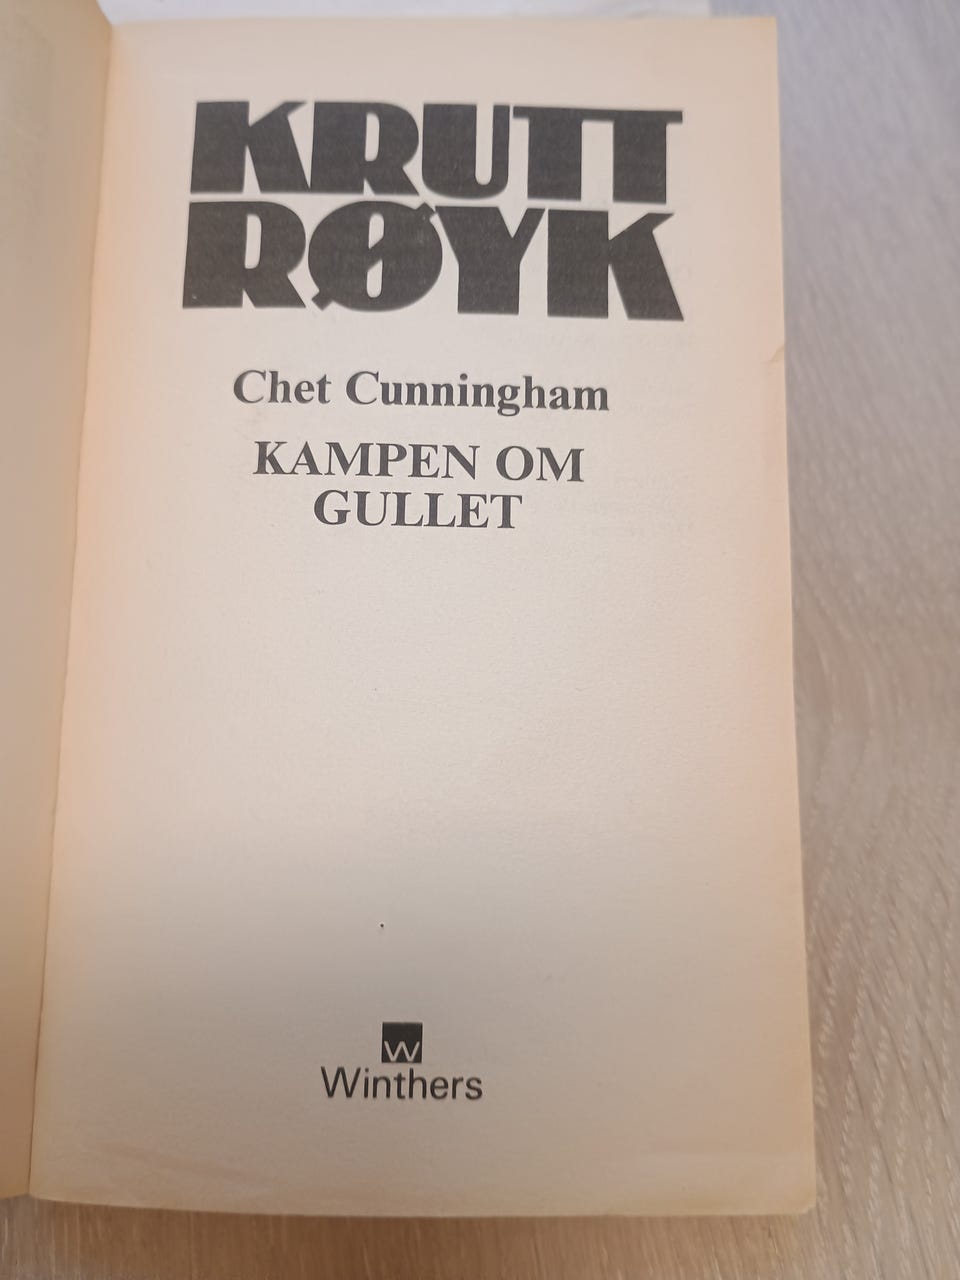 KRUTT
RØYK
Chet Cunningham
KAMPEN OM
GULLET
W
Winthers